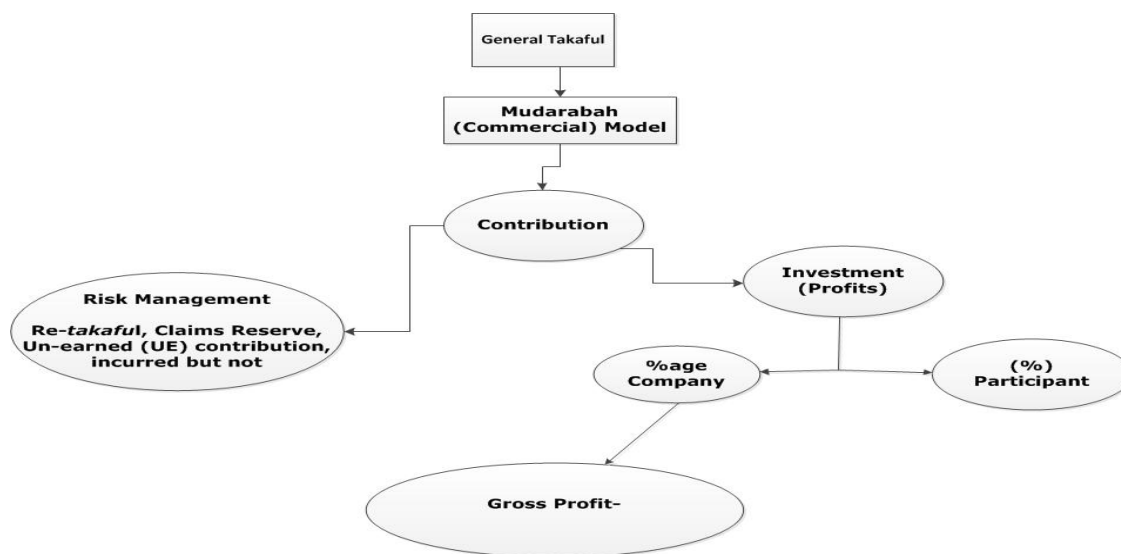 General Takaful
Mudarabah
(Commercial) Model
Contribution
Investment
(Profits)
Risk Management
Re-takaful, Claims Reserve,
Un-earned (UE) contribution,
incurred but not
%age
Company
(%)
Participant
Gross Profit-